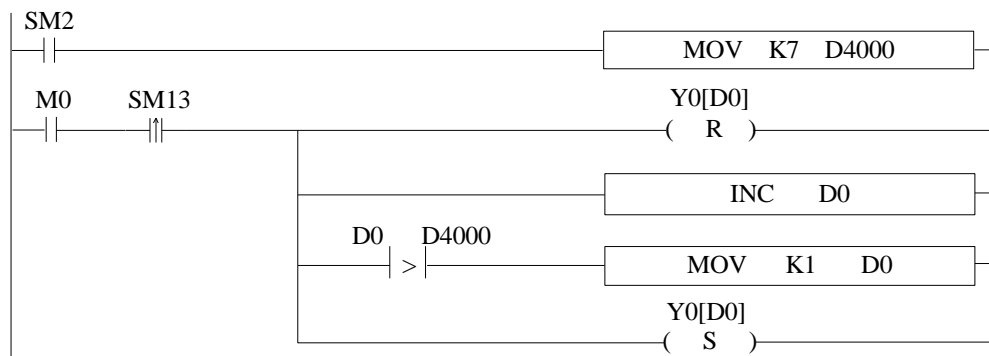 SM2
MOV K7 D4000
M0 SM13 Y0[D0]
( R )
INC D0
D0 D4000
> MOV K1 D0
Y0[D0]
( S )